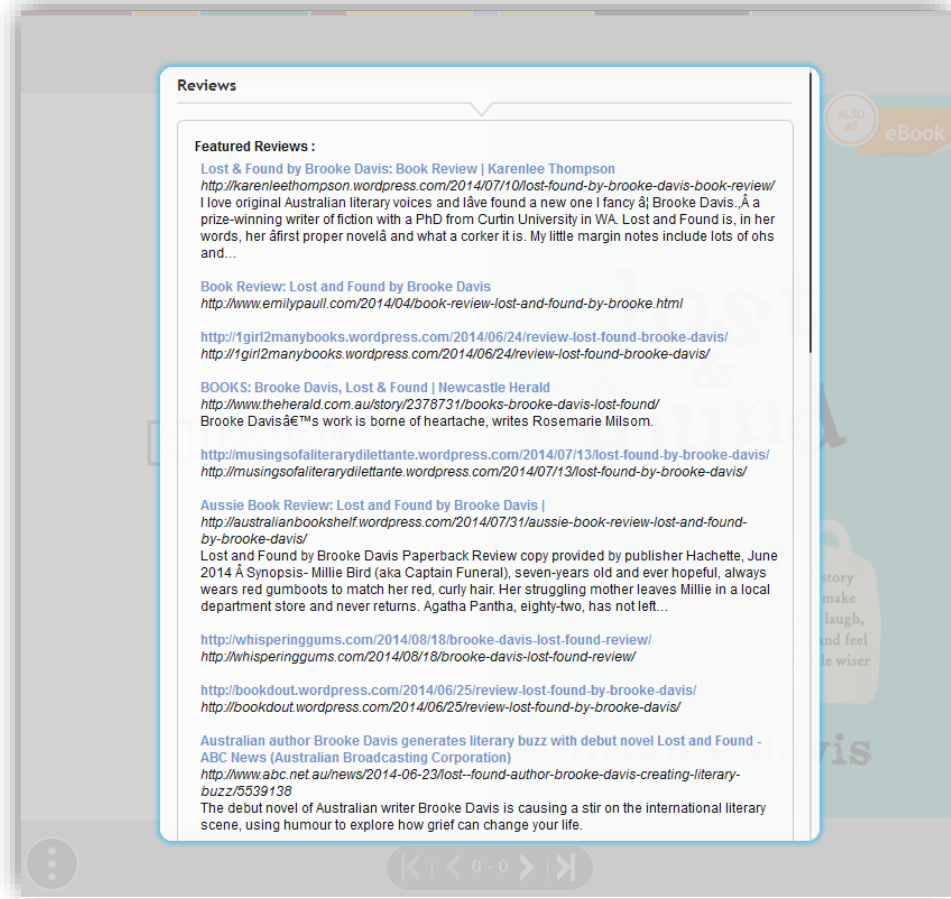 Reviews
ALSO
AS
eBook
Featured Reviews :
Lost & Found by Brooke Davis: Book Review | Karenlee Thompson
http://karenleethompson.wordpress.com/2014/07/10/lost-found-by-brooke-davis-book-review/
I love original Australian literary voices and Iâve found a new one I fancy â¦ Brooke Davis.,Â a
prize-winning writer of fiction with a PhD from Curtin University in WA. Lost and Found is, in her
words, her âfirst proper novelâ and what a corker it is. My little margin notes include lots of ohs
and…
Book Review: Lost and Found by Brooke Davis
http://www.emilypaull.com/2014/04/book-review-lost-and-found-by-brooke.html
http://1girl2manybooks.wordpress.com/2014/06/24/review-lost-found-brooke-davis/
http://1girl2manybooks.wordpress.com/2014/06/24/review-lost-found-brooke-davis/
BOOKS: Brooke Davis, Lost & Found | Newcastle Herald
http://www.theherald.com.au/story/2378731/books-brooke-davis-lost-found/
Brooke Davisâ€™s work is borne of heartache, writes Rosemarie Milsom.
http://musingsofaliterarydilettante.wordpress.com/2014/07/13/lost-found-by-brooke-davis/
http://musingsofaliterarydilettante.wordpress.com/2014/07/13/lost-found-by-brooke-davis/
Aussie Book Review: Lost and Found by Brooke Davis |
http://australianbookshelf.wordpress.com/2014/07/31/aussie-book-review-lost-and-found-
by-brooke-davis/
Lost and Found by Brooke Davis Paperback Review copy provided by publisher Hachette, June
2014 Â Synopsis- Millie Bird (aka Captain Funeral), seven-years old and ever hopeful, always
wears red gumboots to match her red, curly hair. Her struggling mother leaves Millie in a local
department store and never returns. Agatha Pantha, eighty-two, has not left…
http://whisperinggums.com/2014/08/18/brooke-davis-lost-found-review/
http://whisperinggums.com/2014/08/18/brooke-davis-lost-found-review/
http://bookdout.wordpress.com/2014/06/25/review-lost-found-by-brooke-davis/
http://bookdout.wordpress.com/2014/06/25/review-lost-found-by-brooke-davis/
Australian author Brooke Davis generates literary buzz with debut novel Lost and Found -
ABC News (Australian Broadcasting Corporation)
http://www.abc.net.au/news/2014-06-23/lost--found-author-brooke-davis-creating-literary-
buzz/5539138
The debut novel of Australian writer Brooke Davis is causing a stir on the international literary
scene, using humour to explore how grief can change your life.
lost
&
found
hachette
story
make
laugh,
and feel
wiser
davis
0 - 0